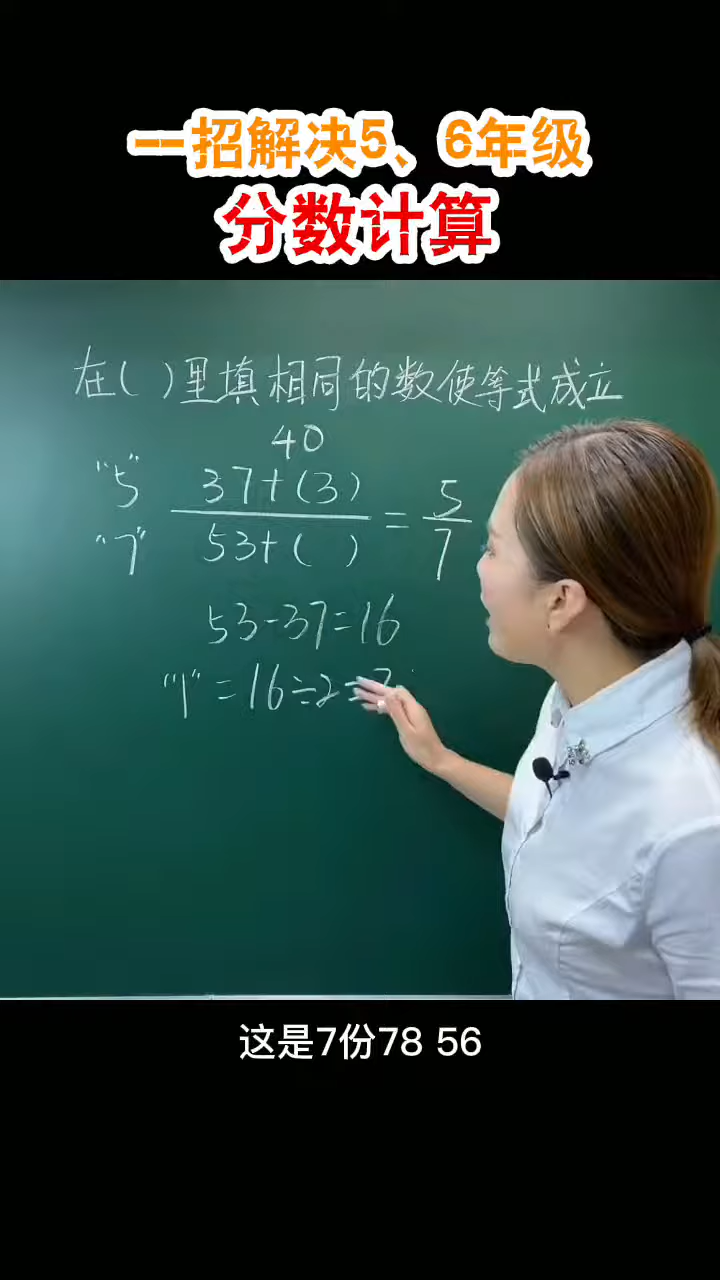 一招解决5、6年级
分数计算
在( )里填相同的数使等式成立
40
"5" 37+(3)
= 5/7
"7" 53+( )
53-37=16
"1" = 16÷2=
这是7份78 56